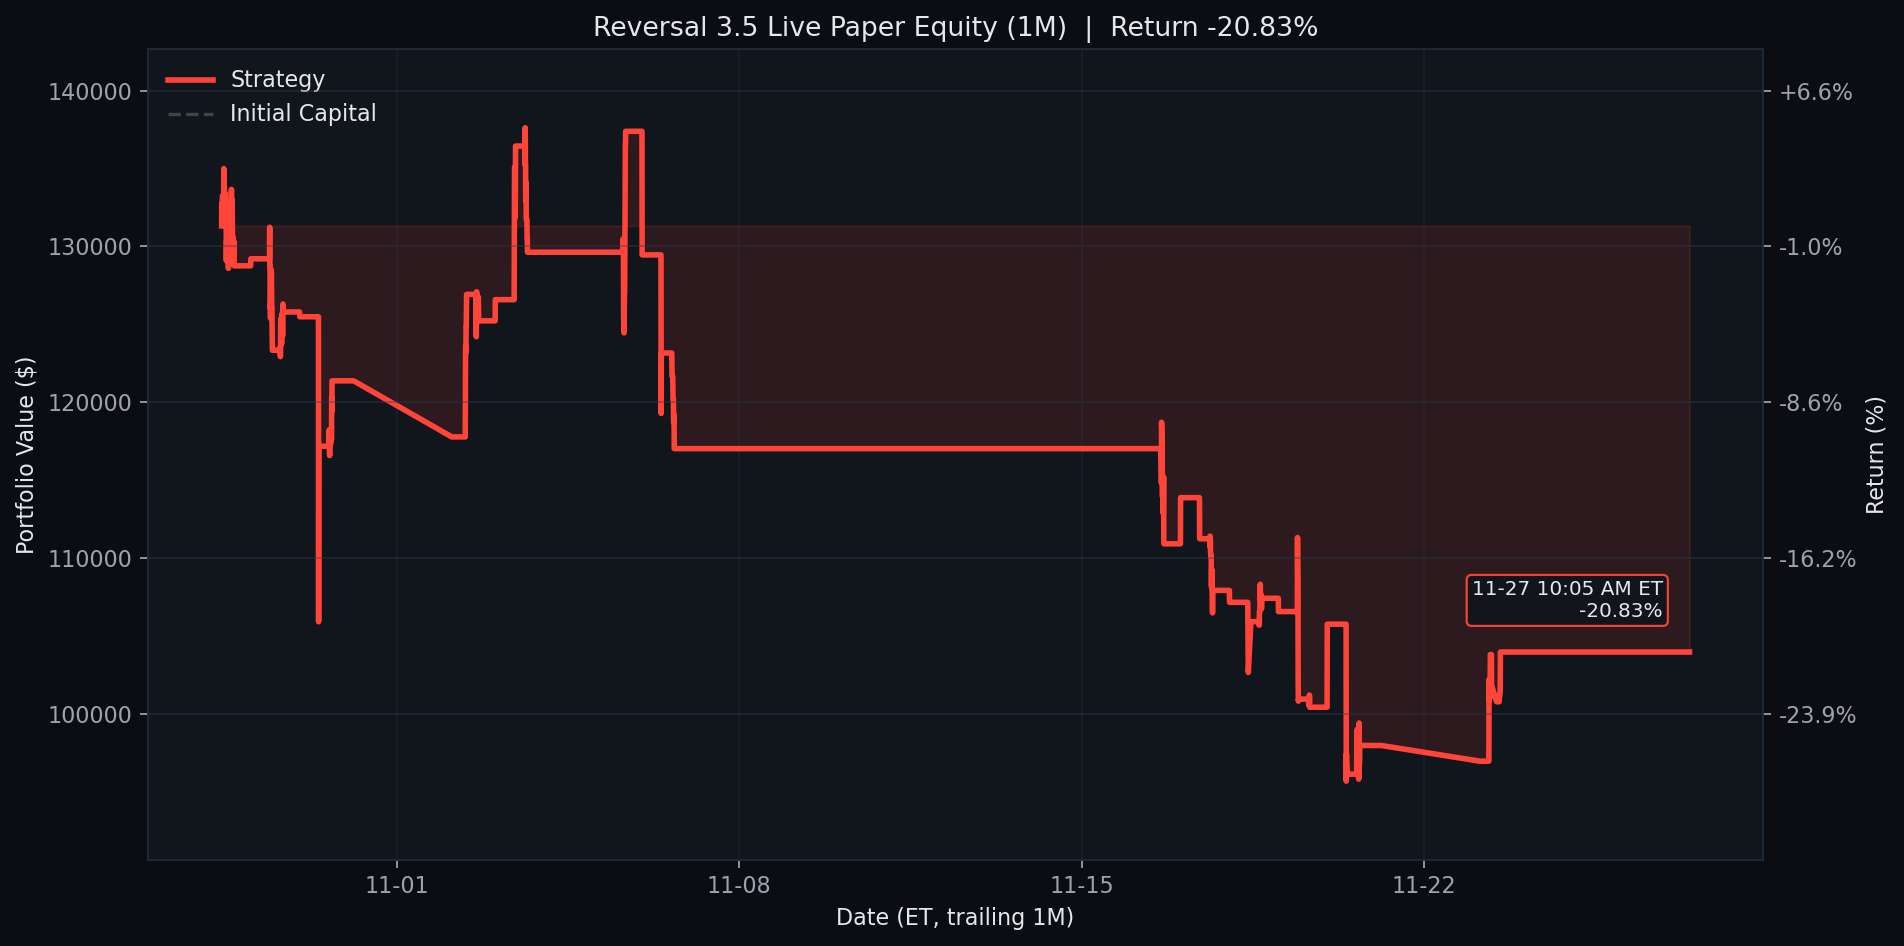 Reversal 3.5 Live Paper Equity (1M)  |  Return -20.83%
Strategy
Initial Capital
140000
130000
120000
110000
100000
Portfolio Value ($)
+6.6%
-1.0%
-8.6%
-16.2%
-23.9%
Return (%)
11-27 10:05 AM ET
-20.83%
11-01
11-08
11-15
11-22
Date (ET, trailing 1M)